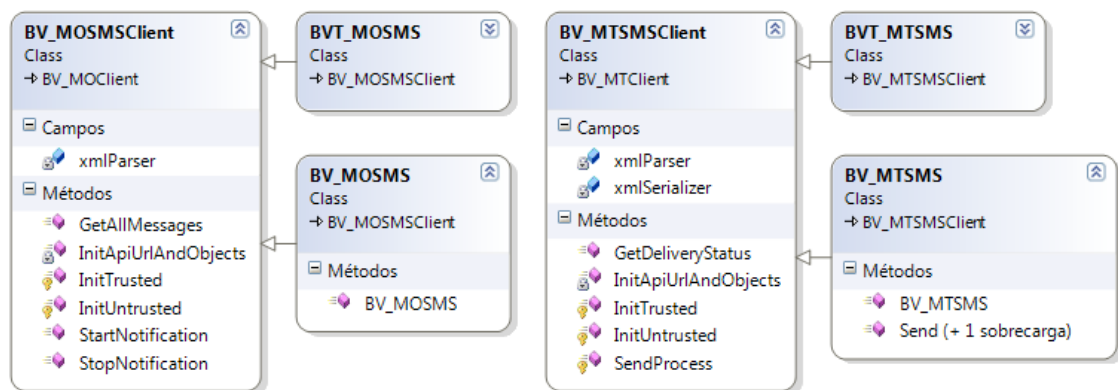 BV_MOSMSClient
Class
→ BV_MOClient
Campos
xmlParser
Métodos
GetAllMessages
InitApiUrlAndObjects
InitTrusted
InitUntrusted
StartNotification
StopNotification
BVT_MOSMS
Class
→ BV_MOSMSClient
BV_MOSMS
Class
→ BV_MOSMSClient
Métodos
BV_MOSMS
BV_MTSMSClient
Class
→ BV_MTClient
Campos
xmlParser
xmlSerializer
Métodos
GetDeliveryStatus
InitApiUrlAndObjects
InitTrusted
InitUntrusted
SendProcess
BVT_MTSMS
Class
→ BV_MTSMSClient
BV_MTSMS
Class
→ BV_MTSMSClient
Métodos
BV_MTSMS
Send (+ 1 sobrecarga)